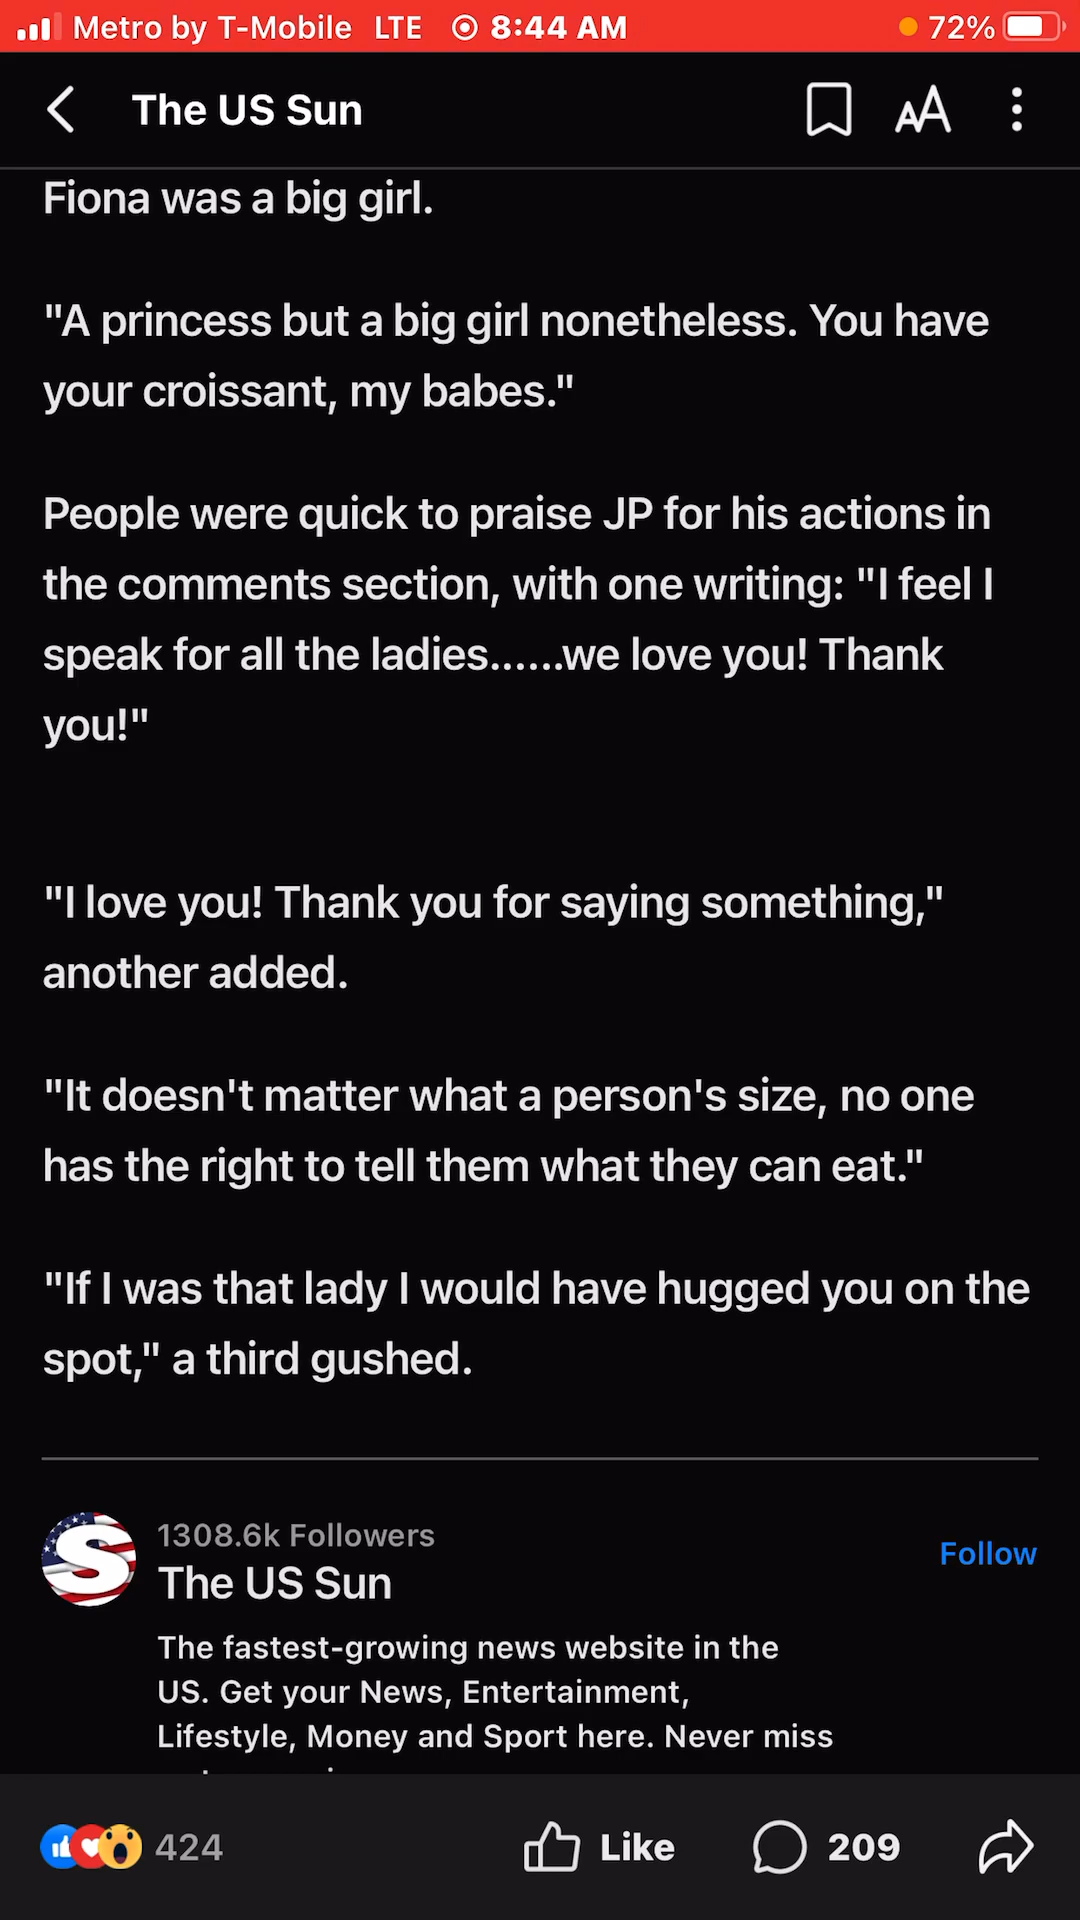 Metro by T-Mobile LTE 8:44 AM 72%
The US Sun AA
Fiona was a big girl.
"A princess but a big girl nonetheless. You have
your croissant, my babes."
People were quick to praise JP for his actions in
the comments section, with one writing: "I feel I
speak for all the ladies......we love you! Thank
you!"
"I love you! Thank you for saying something,"
another added.
"It doesn't matter what a person's size, no one
has the right to tell them what they can eat."
"If I was that lady I would have hugged you on the
spot," a third gushed.
S
1308.6k Followers
The US Sun
Follow
The fastest-growing news website in the
US. Get your News, Entertainment,
Lifestyle, Money and Sport here. Never miss
424 Like 209